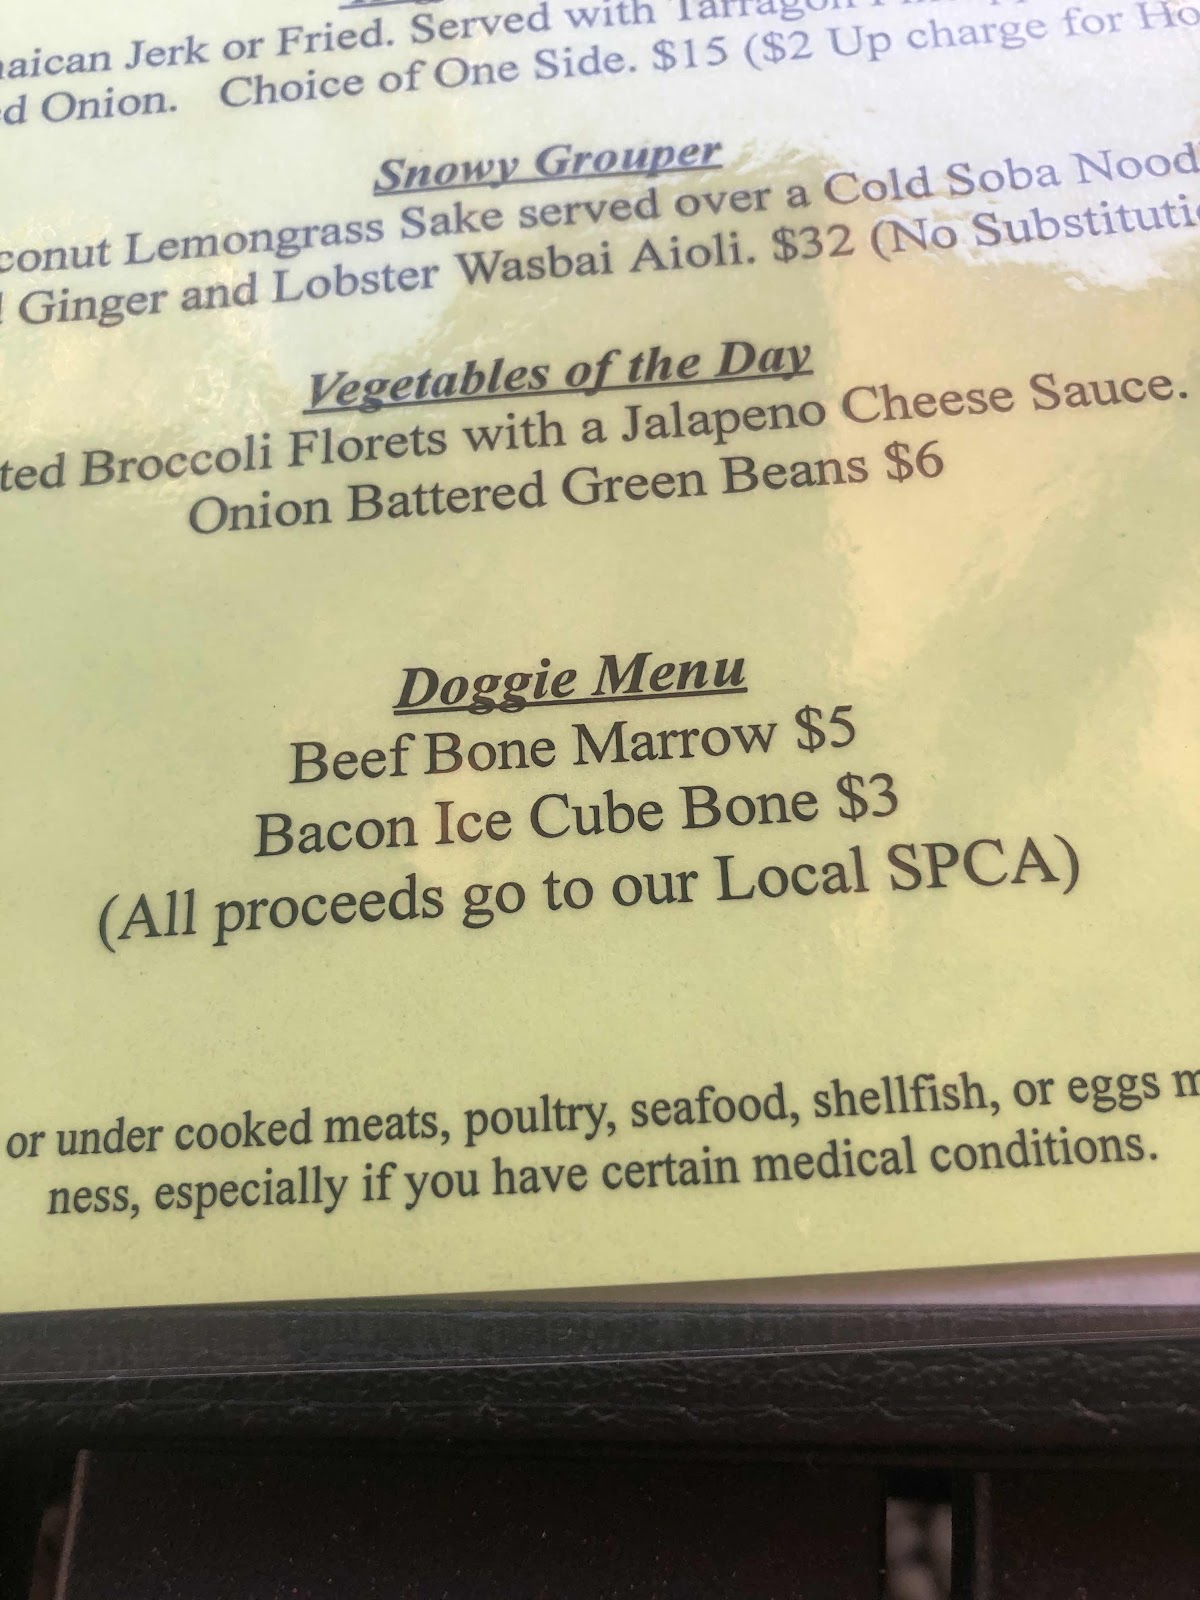 Jerk or Fried. Served with Tarragon
Onion. Choice of One Side. $15 ($2 Up charge for
Snowy Grouper
Lemongrass Sake served over a Cold Soba
Ginger and Lobster Wasbai Aioli. $32 (No
Vegetables of the Day
Broccoli Florets with a Jalapeno Cheese Sauce.
Onion Battered Green Beans $6
Doggie Menu
Beef Bone Marrow $5
Bacon Ice Cube Bone $3
(All proceeds go to our Local SPCA)
or under cooked meats, poultry, seafood, shellfish, or eggs
ness, especially if you have certain medical conditions.